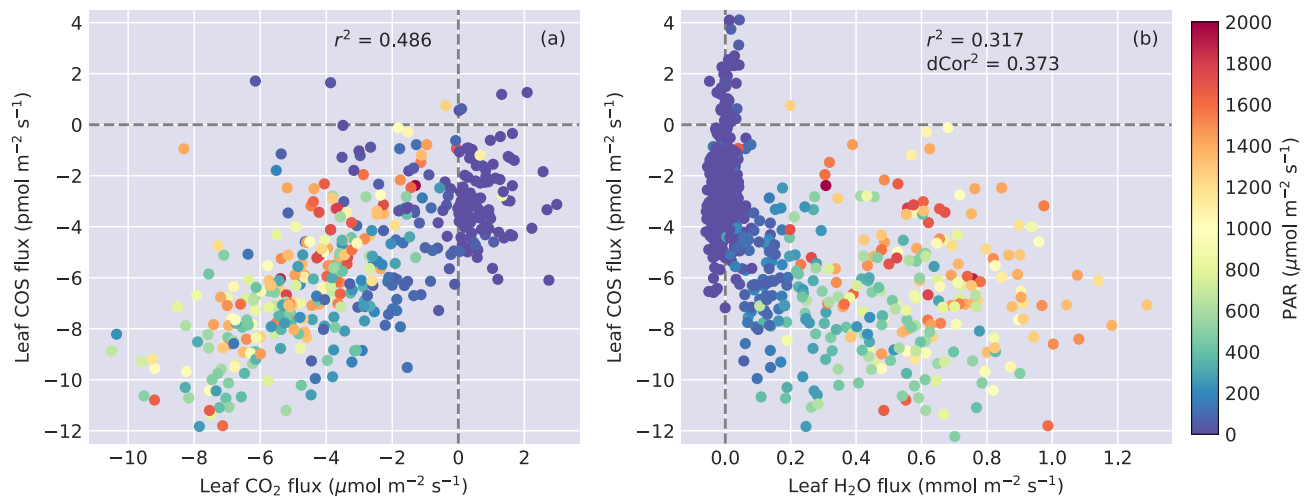 r² = 0.486
(a)
4
2
0
−2
−4
−6
−8
−10
−12
Leaf COS flux (pmol m⁻² s⁻¹)
−10 −8 −6 −4 −2 0 2
Leaf CO₂ flux (μmol m⁻² s⁻¹)
r² = 0.317
dCor² = 0.373
(b)
4
2
0
−2
−4
−6
−8
−10
−12
Leaf COS flux (pmol m⁻² s⁻¹)
0.0 0.2 0.4 0.6 0.8 1.0 1.2
Leaf H₂O flux (mmol m⁻² s⁻¹)
2000
1800
1600
1400
1200
1000
800
600
400
200
0
PAR (μmol m⁻² s⁻¹)